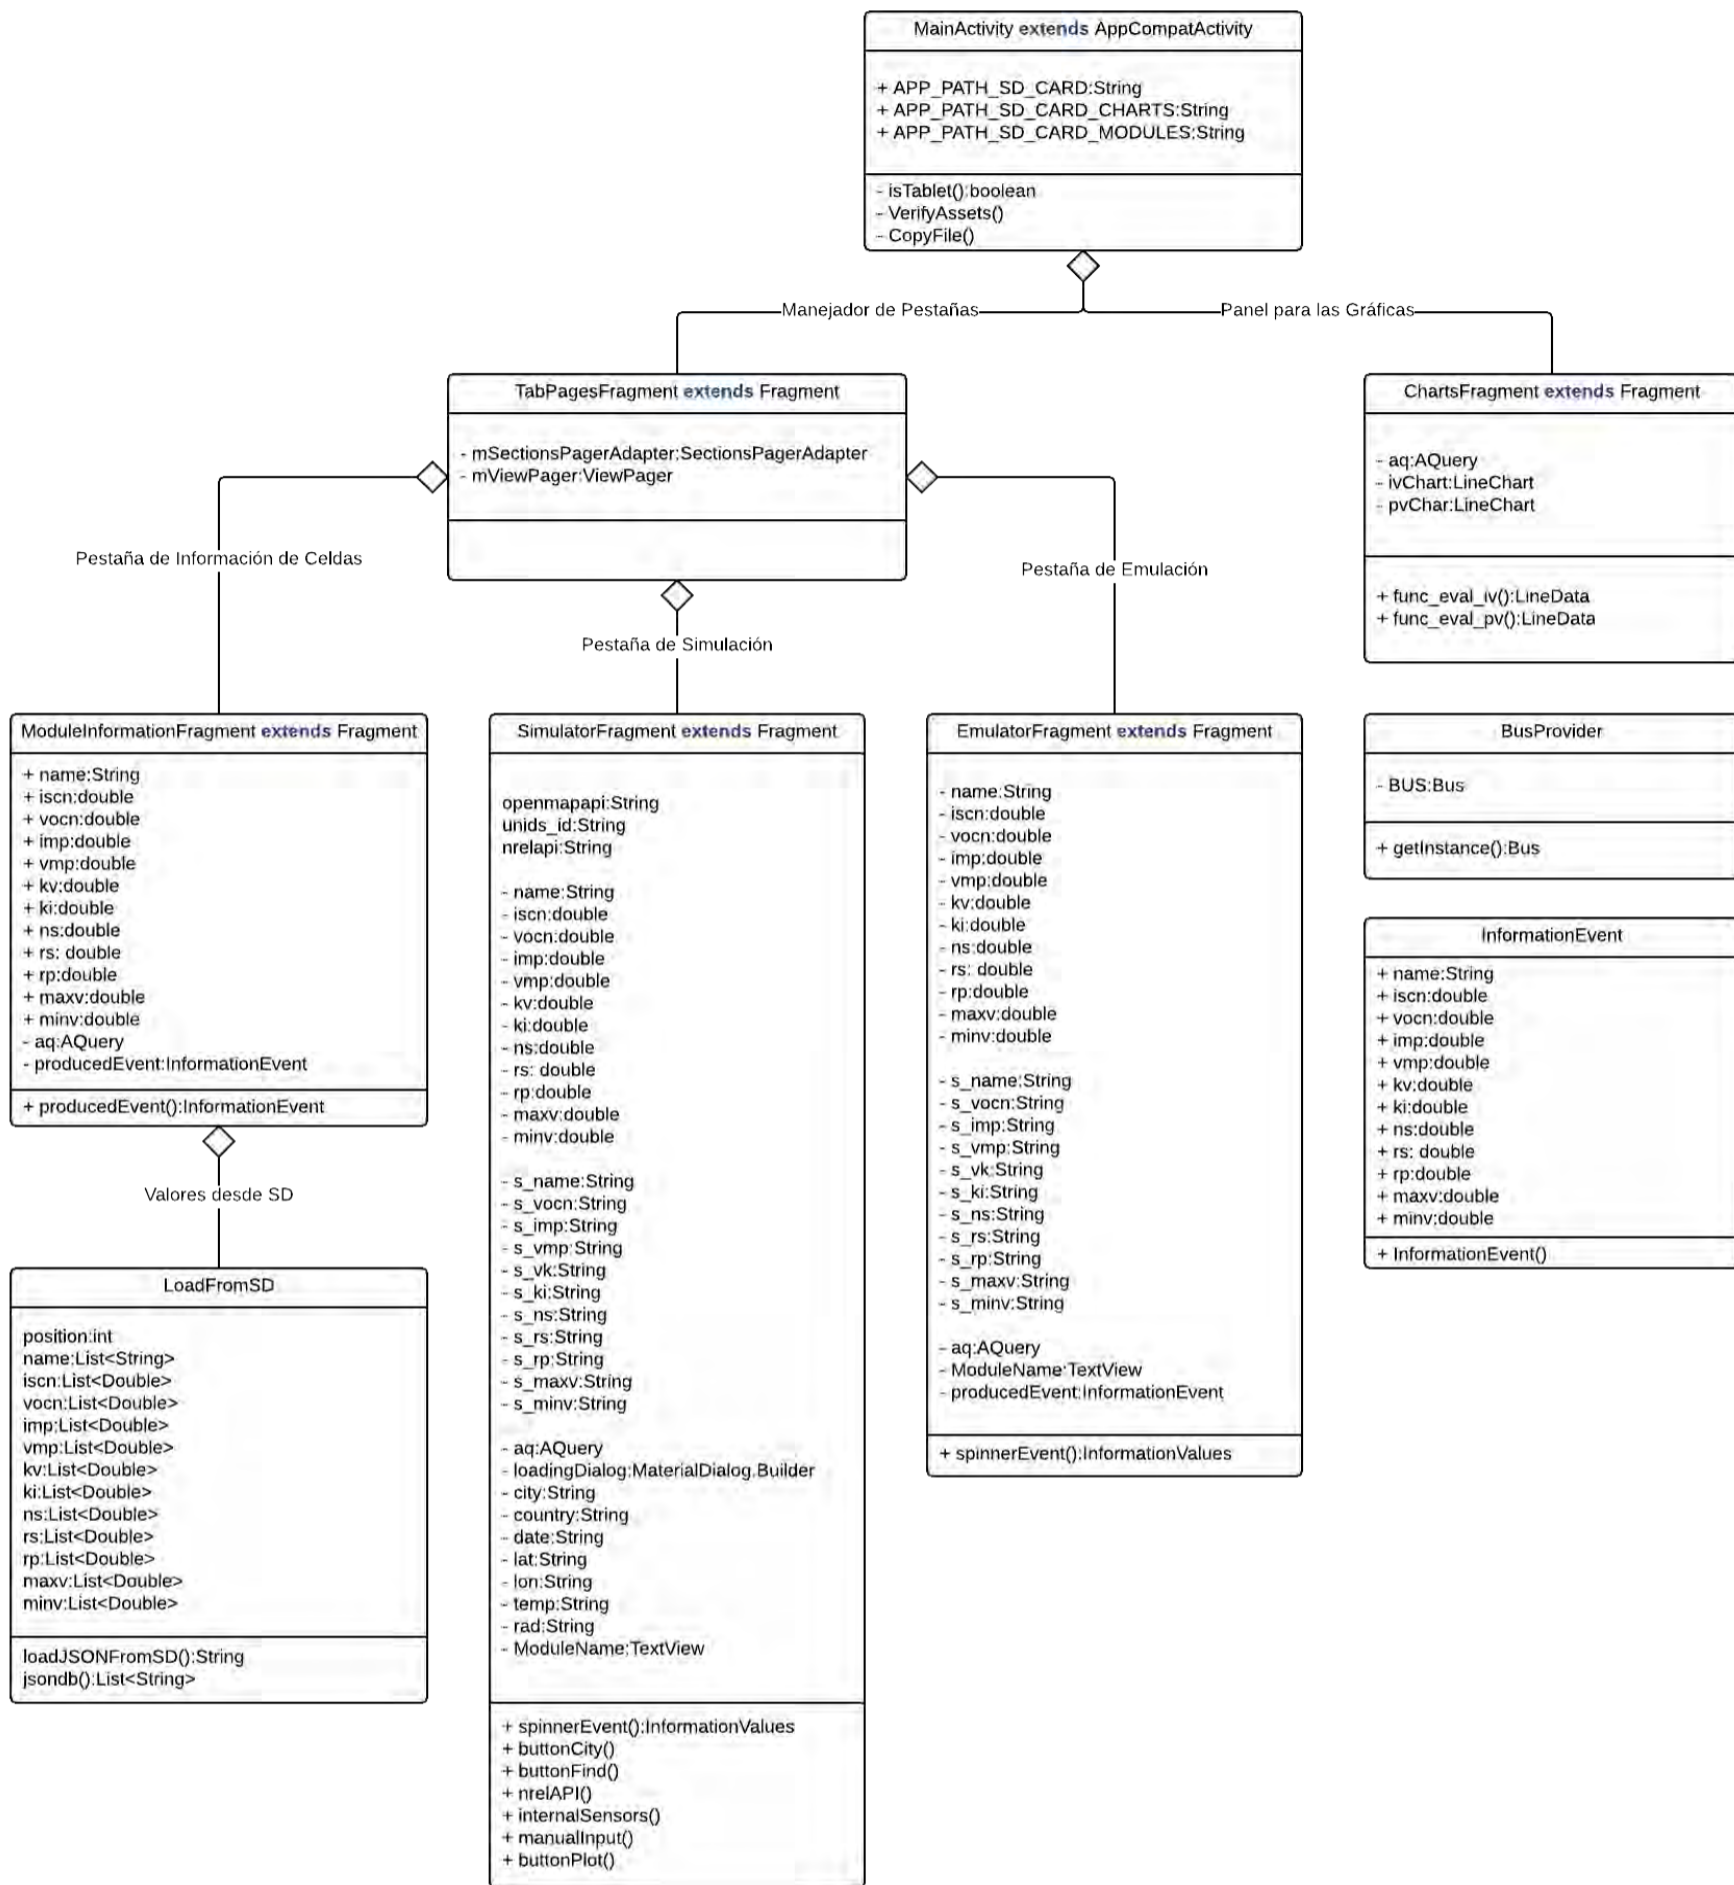 MainActivity extends AppCompatActivity
+ APP_PATH_SD_CARD:String
+ APP_PATH_SD_CARD_CHARTS:String
+ APP_PATH_SD_CARD_MODULES:String
- isTablet():boolean
- VerifyAssets()
- CopyFile()
Manejador de Pestañas
Panel para las Gráficas
TabPagesFragment extends Fragment
- mSectionsPagerAdapter:SectionsPagerAdapter
- mViewPager:ViewPager
ChartsFragment extends Fragment
- aq:AQuery
- ivChart:LineChart
- pvChar:LineChart
+ func_eval_iv():LineData
+ func_eval_pv():LineData
Pestaña de Información de Celdas
Pestaña de Simulación
Pestaña de Emulación
ModuleInformationFragment extends Fragment
+ name:String
+ iscn:double
+ vocn:double
+ imp:double
+ vmp:double
+ kv:double
+ ki:double
+ ns:double
+ rs: double
+ rp:double
+ maxv:double
+ minv:double
- aq:AQuery
- producedEvent:InformationEvent
+ producedEvent():InformationEvent
Valores desde SD
LoadFromSD
position:int
name:List<String>
iscn:List<Double>
vocn:List<Double>
imp:List<Double>
vmp:List<Double>
kv:List<Double>
ki:List<Double>
ns:List<Double>
rs:List<Double>
rp:List<Double>
maxv:List<Double>
minv:List<Double>
loadJSONFromSD():String
jsondb():List<String>
SimulatorFragment extends Fragment
openmapapi:String
unids_id:String
nrelapi:String
- name:String
- iscn:double
- vocn:double
- imp:double
- vmp:double
- kv:double
- ki:double
- ns:double
- rs: double
- rp:double
- maxv:double
- minv:double
- s_name:String
- s_vocn:String
- s_imp:String
- s_vmp:String
- s_vk:String
- s_ki:String
- s_ns:String
- s_rs:String
- s_rp:String
- s_maxv:String
- s_minv:String
- aq:AQuery
- loadingDialog:MaterialDialog.Builder
- city:String
- country:String
- date:String
- lat:String
- lon:String
- temp:String
- rad:String
- ModuleName:TextView
+ spinnerEvent():InformationValues
+ buttonCity()
+ buttonFind()
+ nrelAPI()
+ internalSensors()
+ manualInput()
+ buttonPlot()
EmulatorFragment extends Fragment
- name:String
- iscn:double
- vocn:double
- imp:double
- vmp:double
- kv:double
- ki:double
- ns:double
- rs: double
- rp:double
- maxv:double
- minv:double
- s_name:String
- s_vocn:String
- s_imp:String
- s_vmp:String
- s_vk:String
- s_ki:String
- s_ns:String
- s_rs:String
- s_rp:String
- s_maxv:String
- s_minv:String
- aq:AQuery
- ModuleName:TextView
- producedEvent:InformationEvent
+ spinnerEvent():InformationValues
BusProvider
- BUS:Bus
+ getInstance():Bus
InformationEvent
+ name:String
+ iscn:double
+ vocn:double
+ imp:double
+ vmp:double
+ kv:double
+ ki:double
+ ns:double
+ rs: double
+ rp:double
+ maxv:double
+ minv:double
+ InformationEvent()